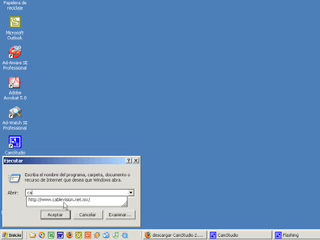 Papelera de
reciclaje
Microsoft
Outlook
Ad-Aware SE
Professional
Adobe
Acrobat 5.0
Ad-Watch SE
Professional
CamStudio
Ejecutar
Escriba el nombre del programa, carpeta, documento o
recurso de Internet que desea que Windows abra.
Abrir:
ca
http://www.cablevision.net.mx/
Aceptar
Cancelar
Examinar...
Inicio
descargar CamStudio 2....
CamStudio
Flashing